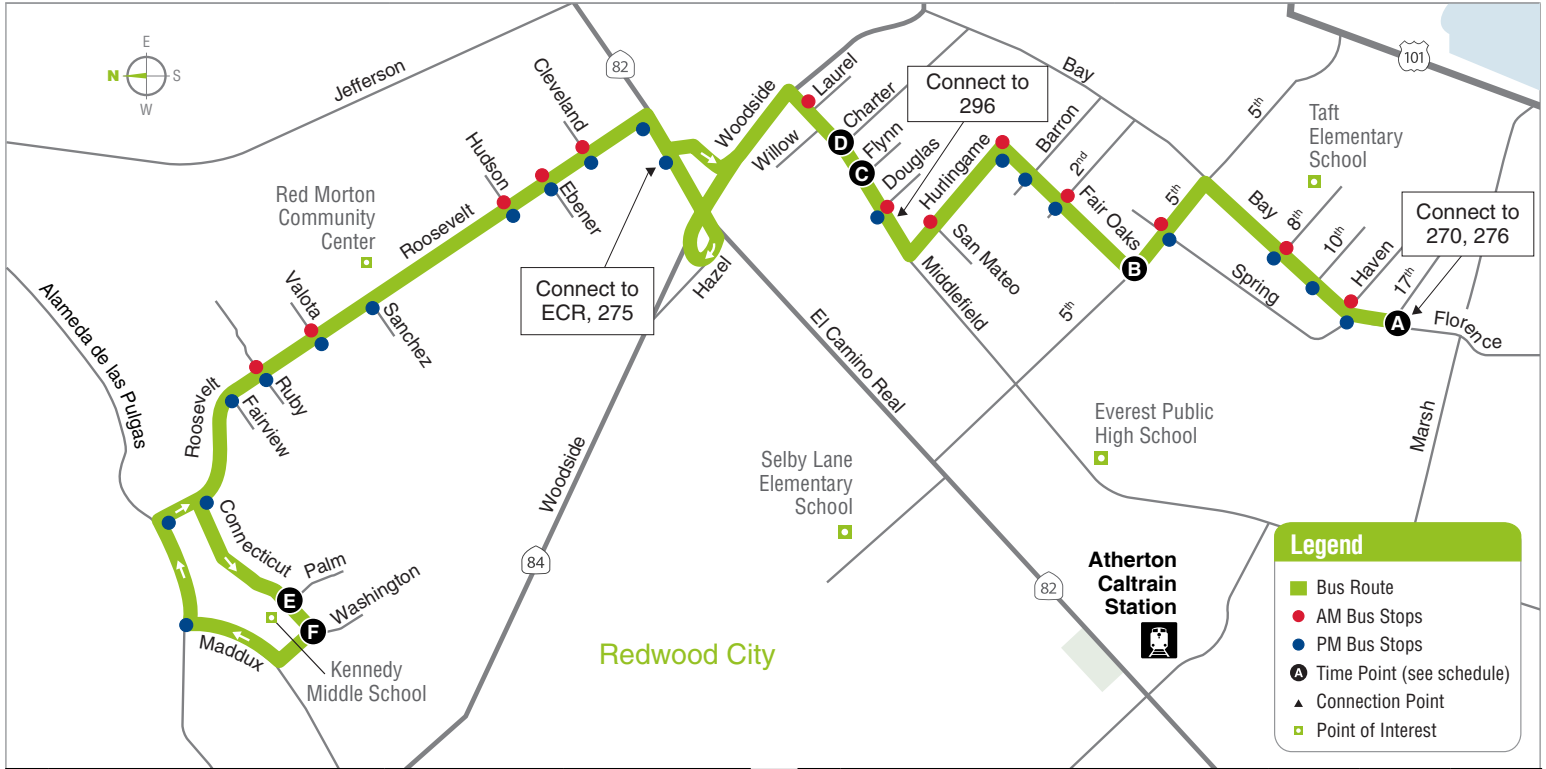 E
N
S
W
Jefferson
82
Cleveland
Hudson
Ebener
Roosevelt
Red Morton
Community
Center
Valota
Sanchez
Ruby
Fairview
Roosevelt
Alameda de las Pulgas
Connecticut
Palm
E
F
Washington
Maddux
Kennedy
Middle School
Connect to
ECR, 275
Woodside
Hazel
Woodside
84
Redwood City
Willow
Laurel
Charter
D
Flynn
C
Douglas
Connect to
296
Hurlingame
San Mateo
Middlefield
El Camino Real
Bay
Barron
2nd
Fair Oaks
B
5th
5th
5th
Spring
Bay
8th
10th
Haven
17th
A
Florence
Marsh
101
Taft
Elementary
School
Connect to
270, 276
Everest Public
High School
Selby Lane
Elementary
School
82
Atherton
Caltrain
Station
Legend
Bus Route
AM Bus Stops
PM Bus Stops
A Time Point (see schedule)
Connection Point
Point of Interest